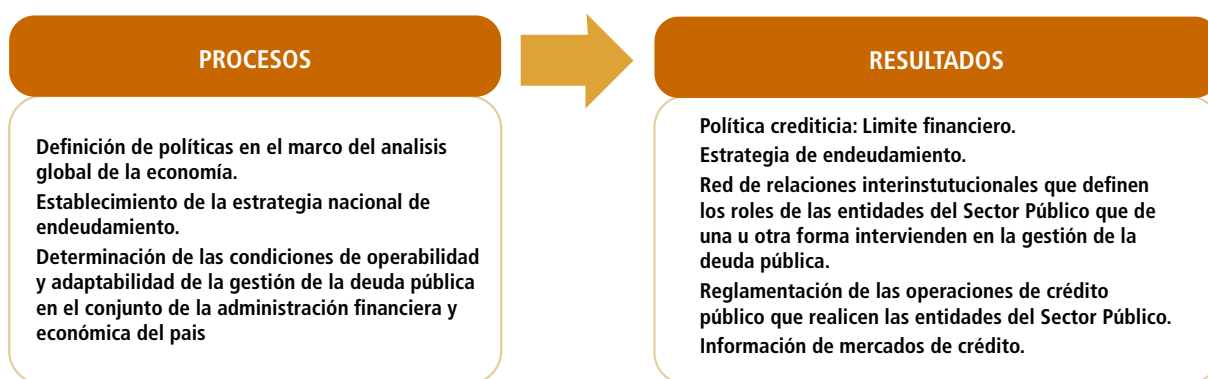 PROCESOS
Definición de políticas en el marco del analisis
global de la economía.
Establecimiento de la estrategia nacional de
endeudamiento.
Determinación de las condiciones de operabilidad
y adaptabilidad de la gestión de la deuda pública
en el conjunto de la administración financiera y
económica del pais
RESULTADOS
Política crediticia: Limite financiero.
Estrategia de endeudamiento.
Red de relaciones interinstutucionales que definen
los roles de las entidades del Sector Público que de
una u otra forma intervienden en la gestión de la
deuda pública.
Reglamentación de las operaciones de crédito
público que realicen las entidades del Sector Público.
Información de mercados de crédito.